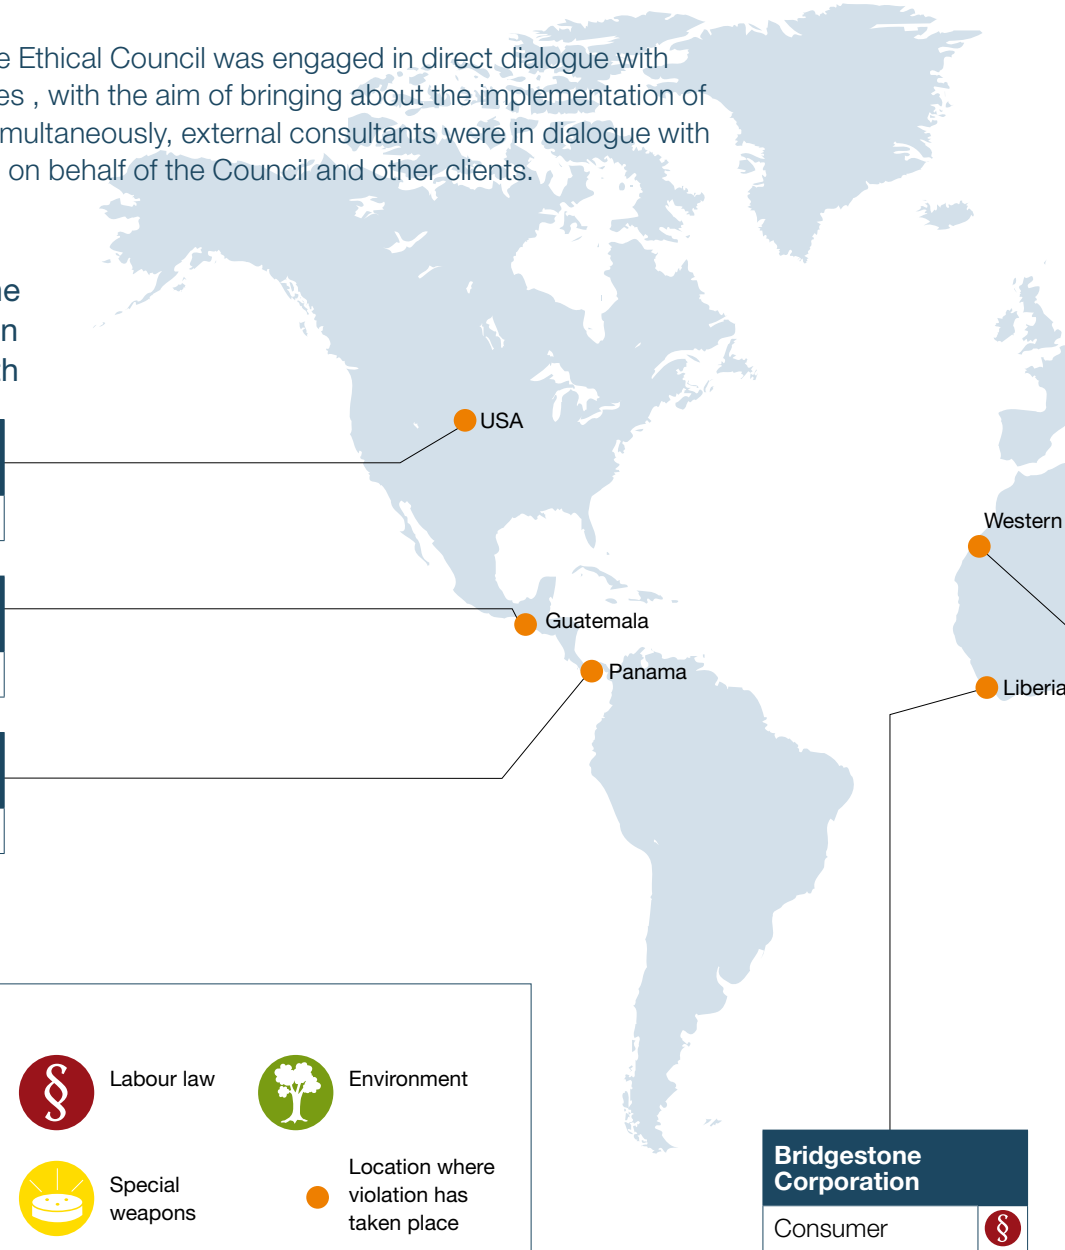 e Ethical Council was engaged in direct dialogue with
es , with the aim of bringing about the implementation of
multaneously, external consultants were in dialogue with
on behalf of the Council and other clients.
ne
n
th
USA
Western
Guatemala
Panama
Liberia
§ Labour law
Environment
Special
weapons
Location where
violation has
taken place
Bridgestone
Corporation
Consumer §